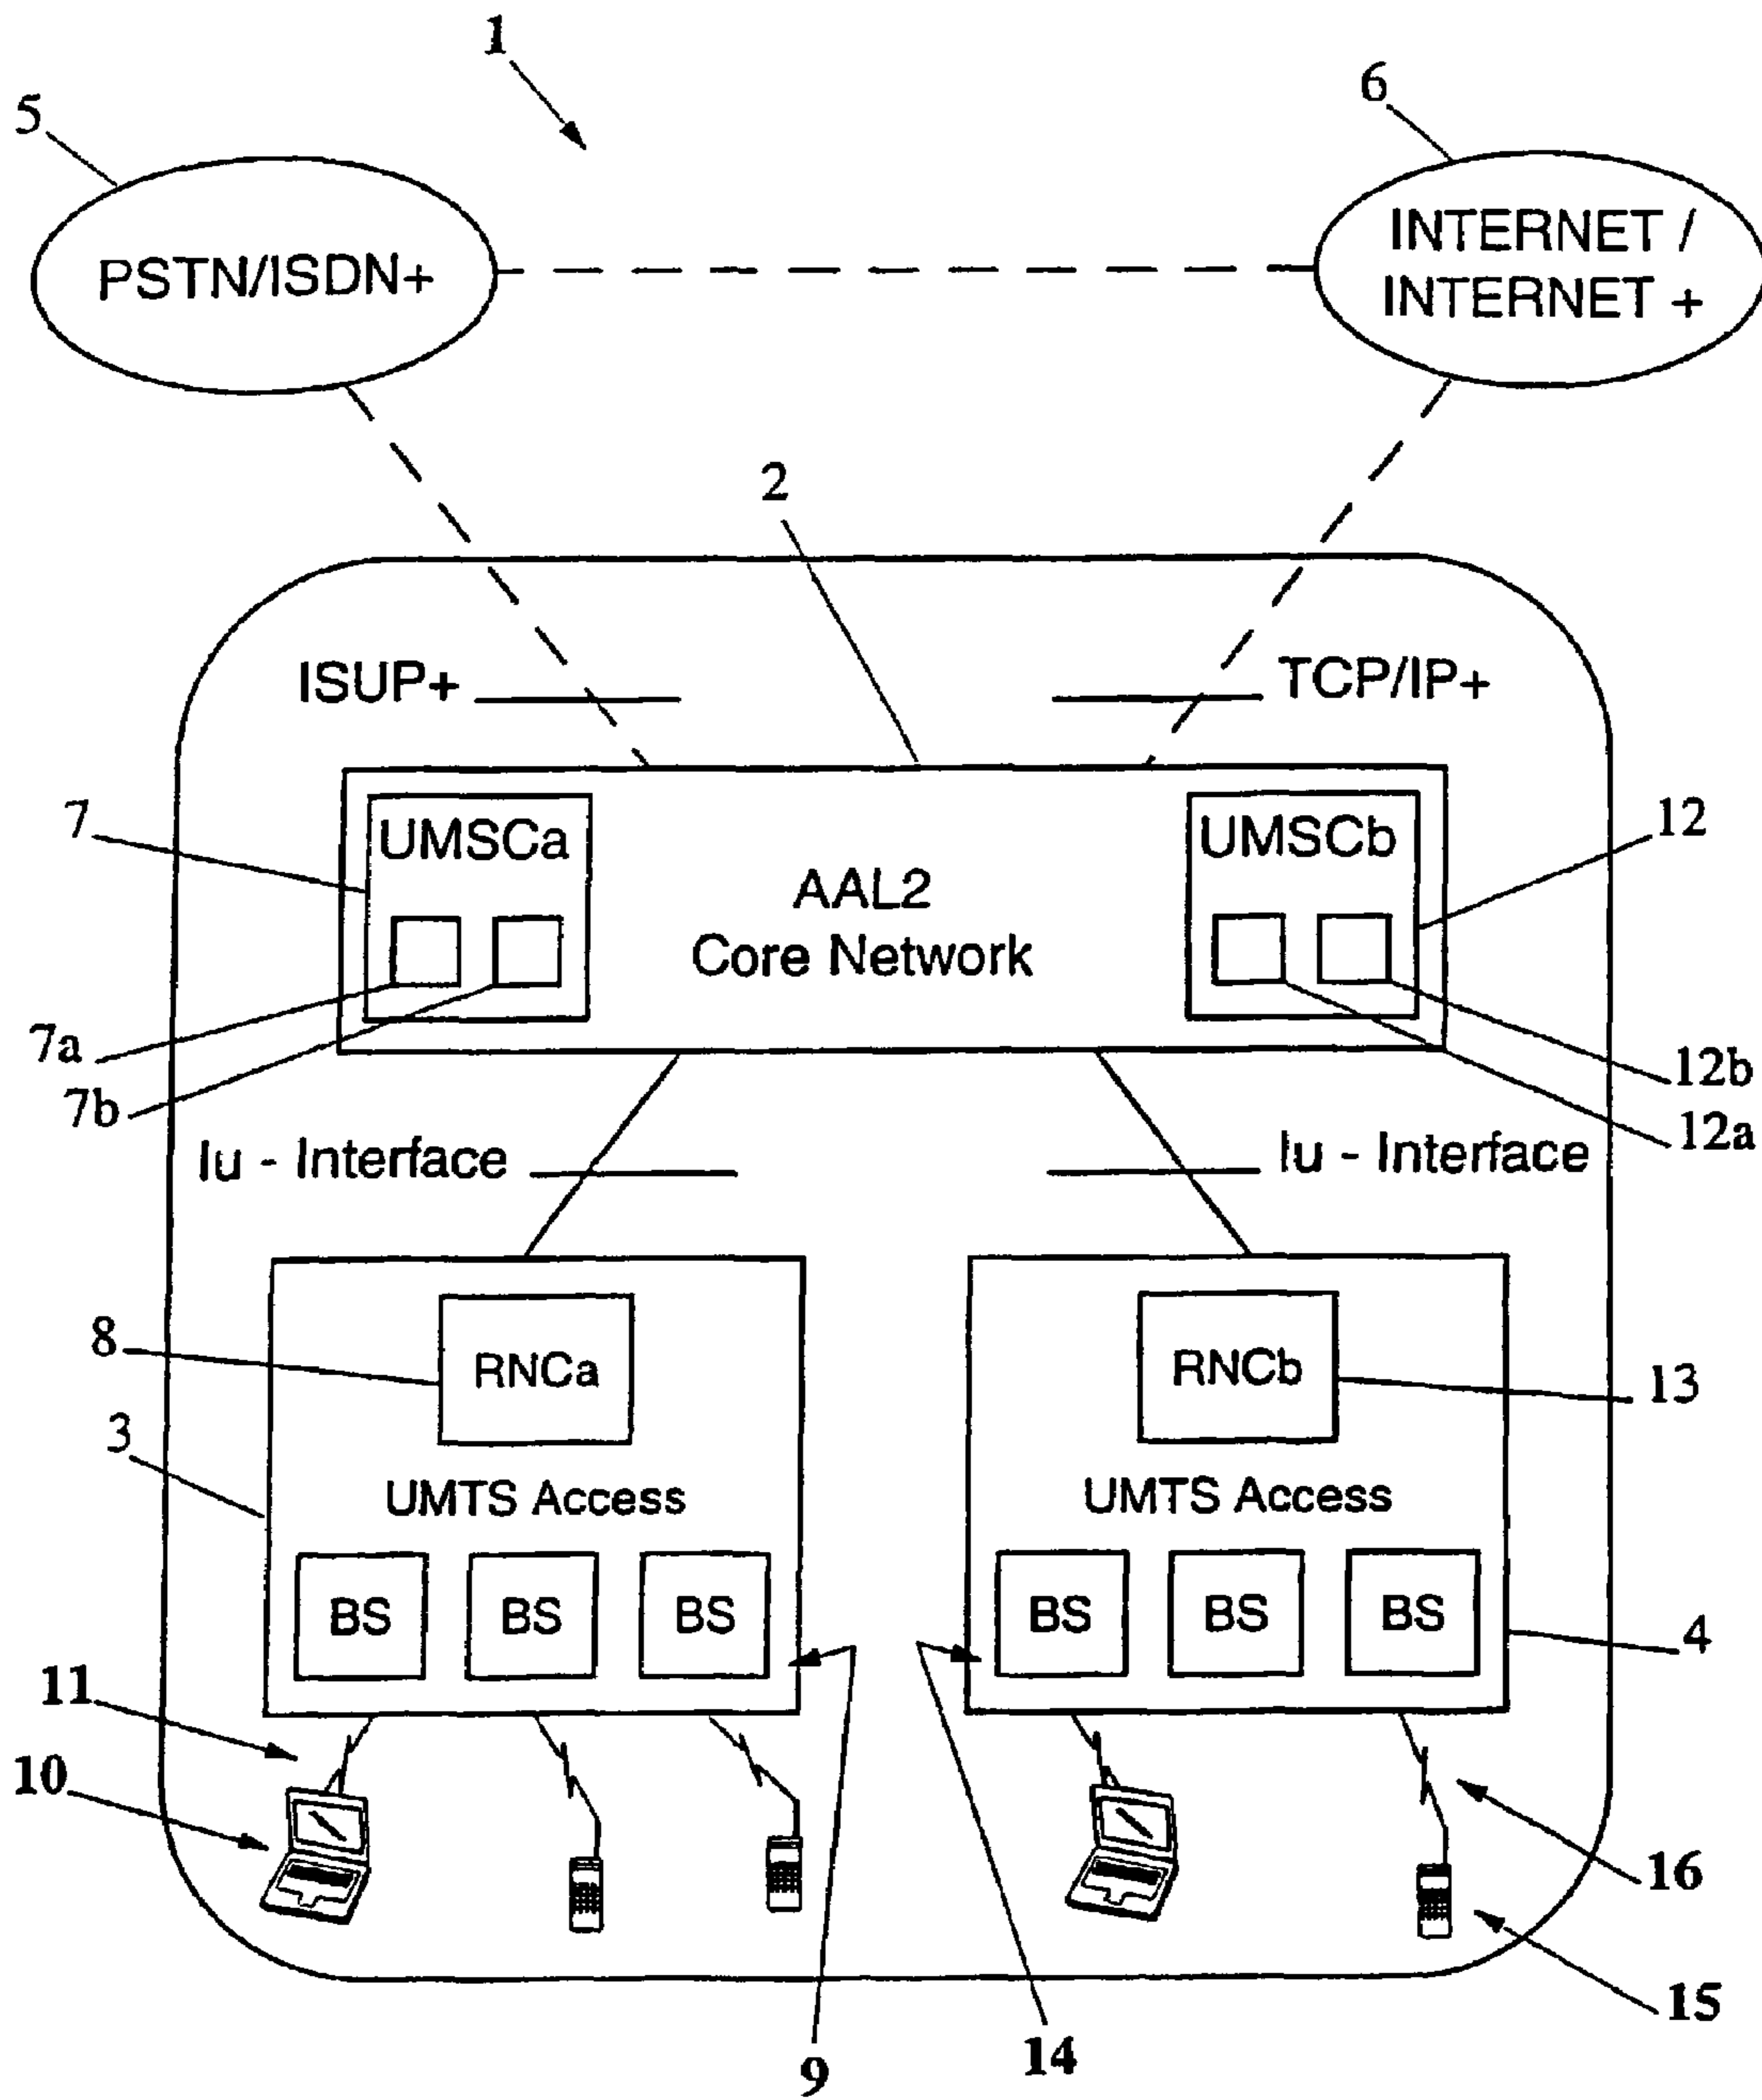 1
5
6
PSTN/ISDN+
INTERNET /
INTERNET +
2
ISUP+
TCP/IP+
7
UMSCa
UMSCb
12
AAL2
Core Network
7a
7b
12b
12a
Iu - Interface
Iu - Interface
8
RNCa
RNCb
13
3
UMTS Access
UMTS Access
BS
BS
BS
BS
BS
BS
4
11
10
16
15
9
14